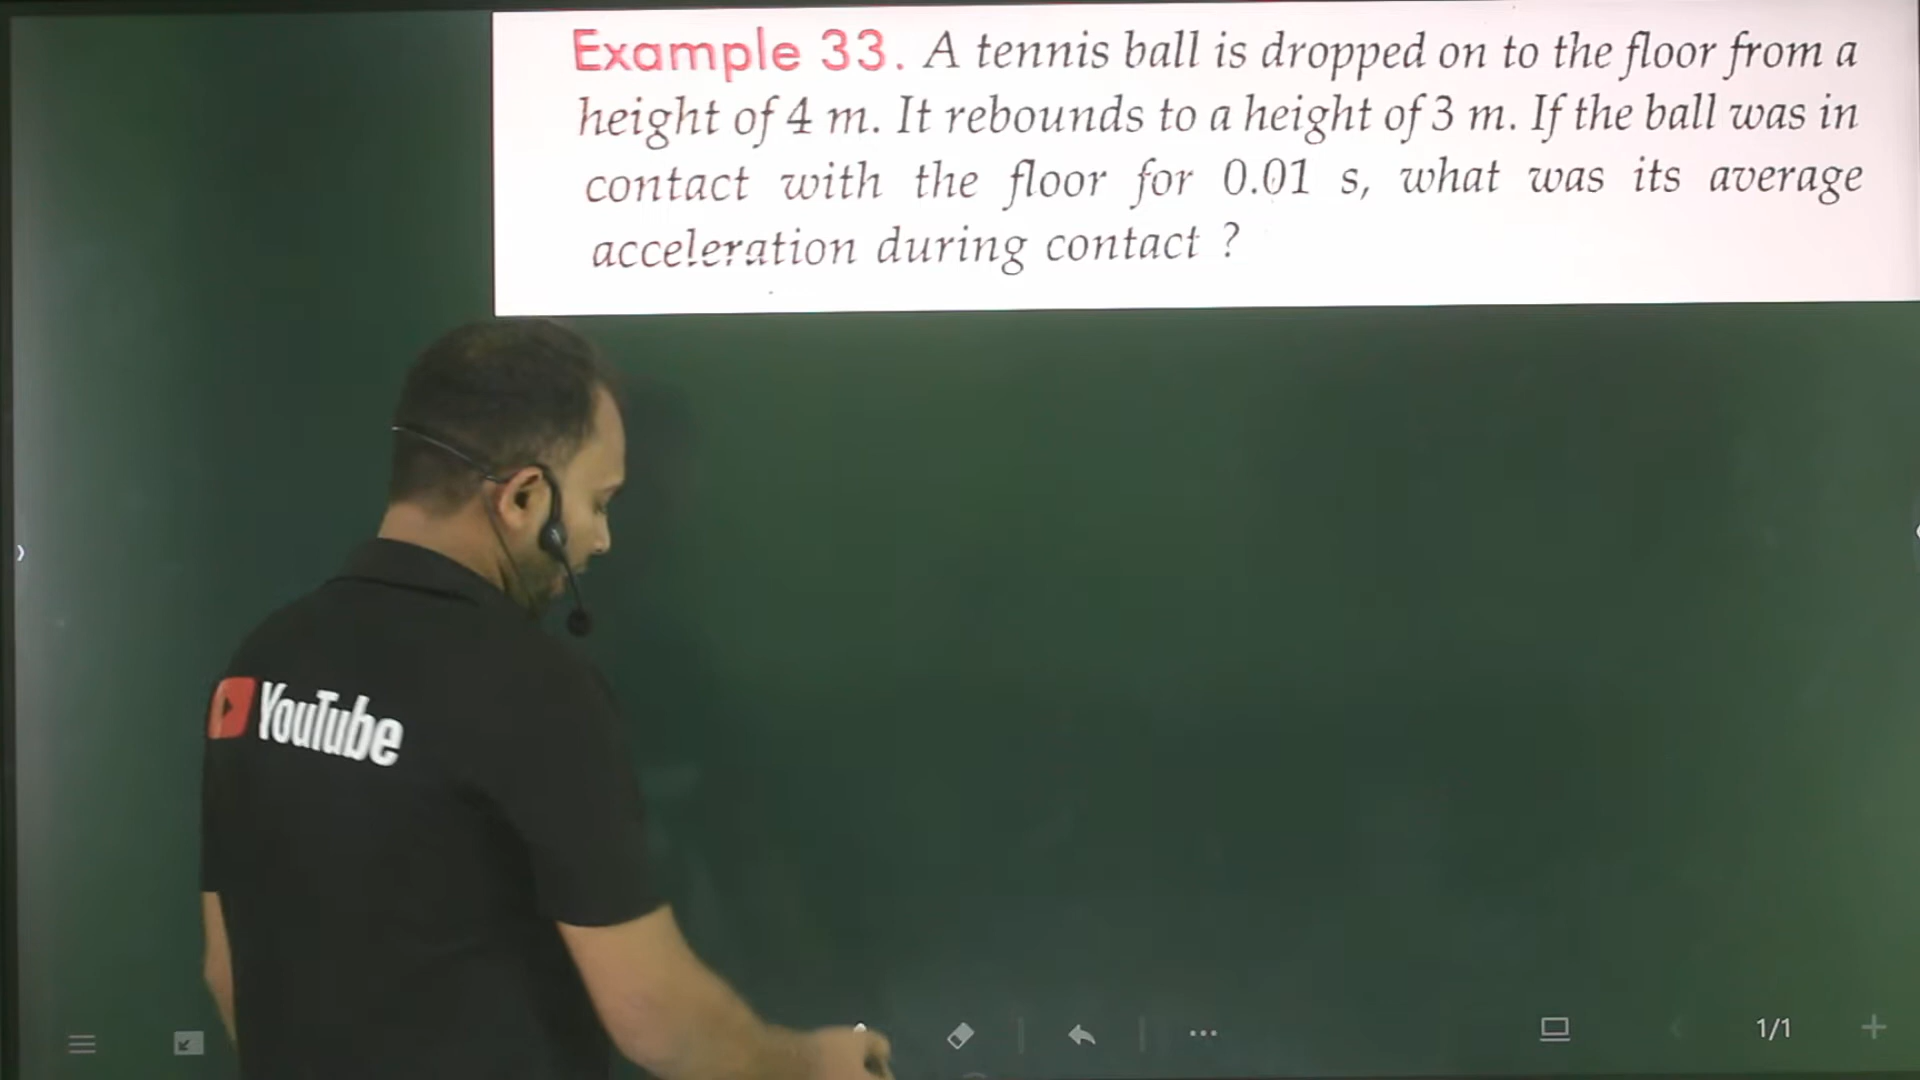 Example 33. A tennis ball is dropped on to the floor from a
height of 4 m. It rebounds to a height of 3 m. If the ball was in
contact with the floor for 0.01 s, what was its average
acceleration during contact ?
YouTube
1/1